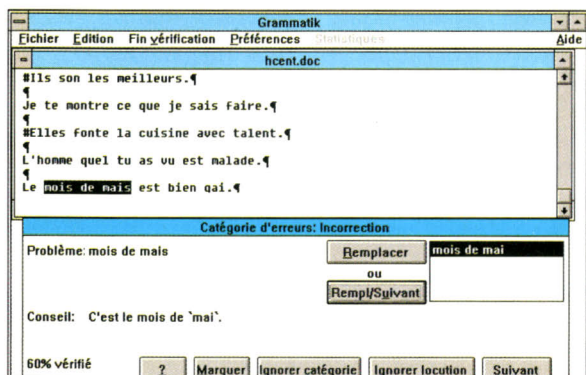 Grammatik
Fichier Edition Fin vérification Préférences Statistiques Aide
hcent.doc
#Ils son les meilleurs.¶
¶
Je te montre ce que je sais faire.¶
¶
#Elles fonte la cuisine avec talent.¶
¶
L'homme quel tu as vu est malade.¶
¶
Le mois de mais est bien gai.¶
Catégorie d'erreurs: Incorrection
Problème: mois de mais
Remplacer
mois de mai
ou
Rempl/Suivant
Conseil: C'est le mois de `mai`.
60% vérifié
? Marquer Ignorer catégorie Ignorer locution Suivant